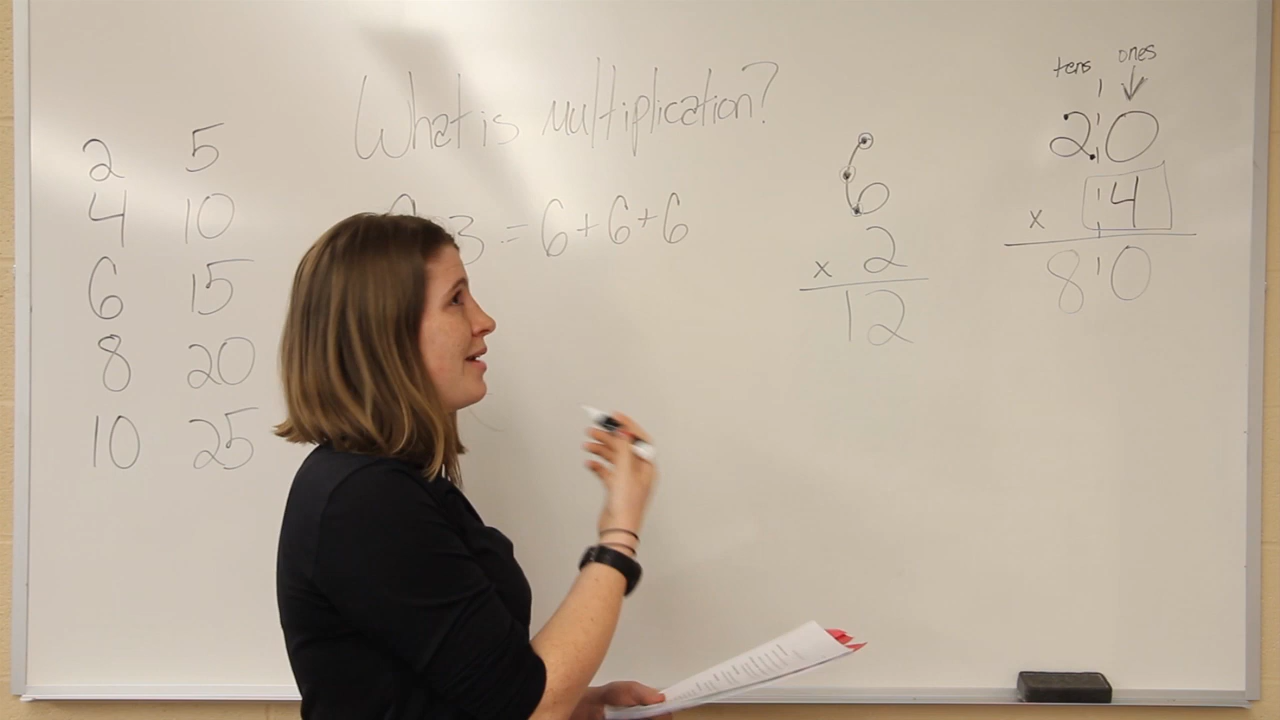 What is multiplication?
3 = 6+6+6
2 5
4 10
6 15
8 20
10 25
6
x 2
12
tens ones
20
x 4
80